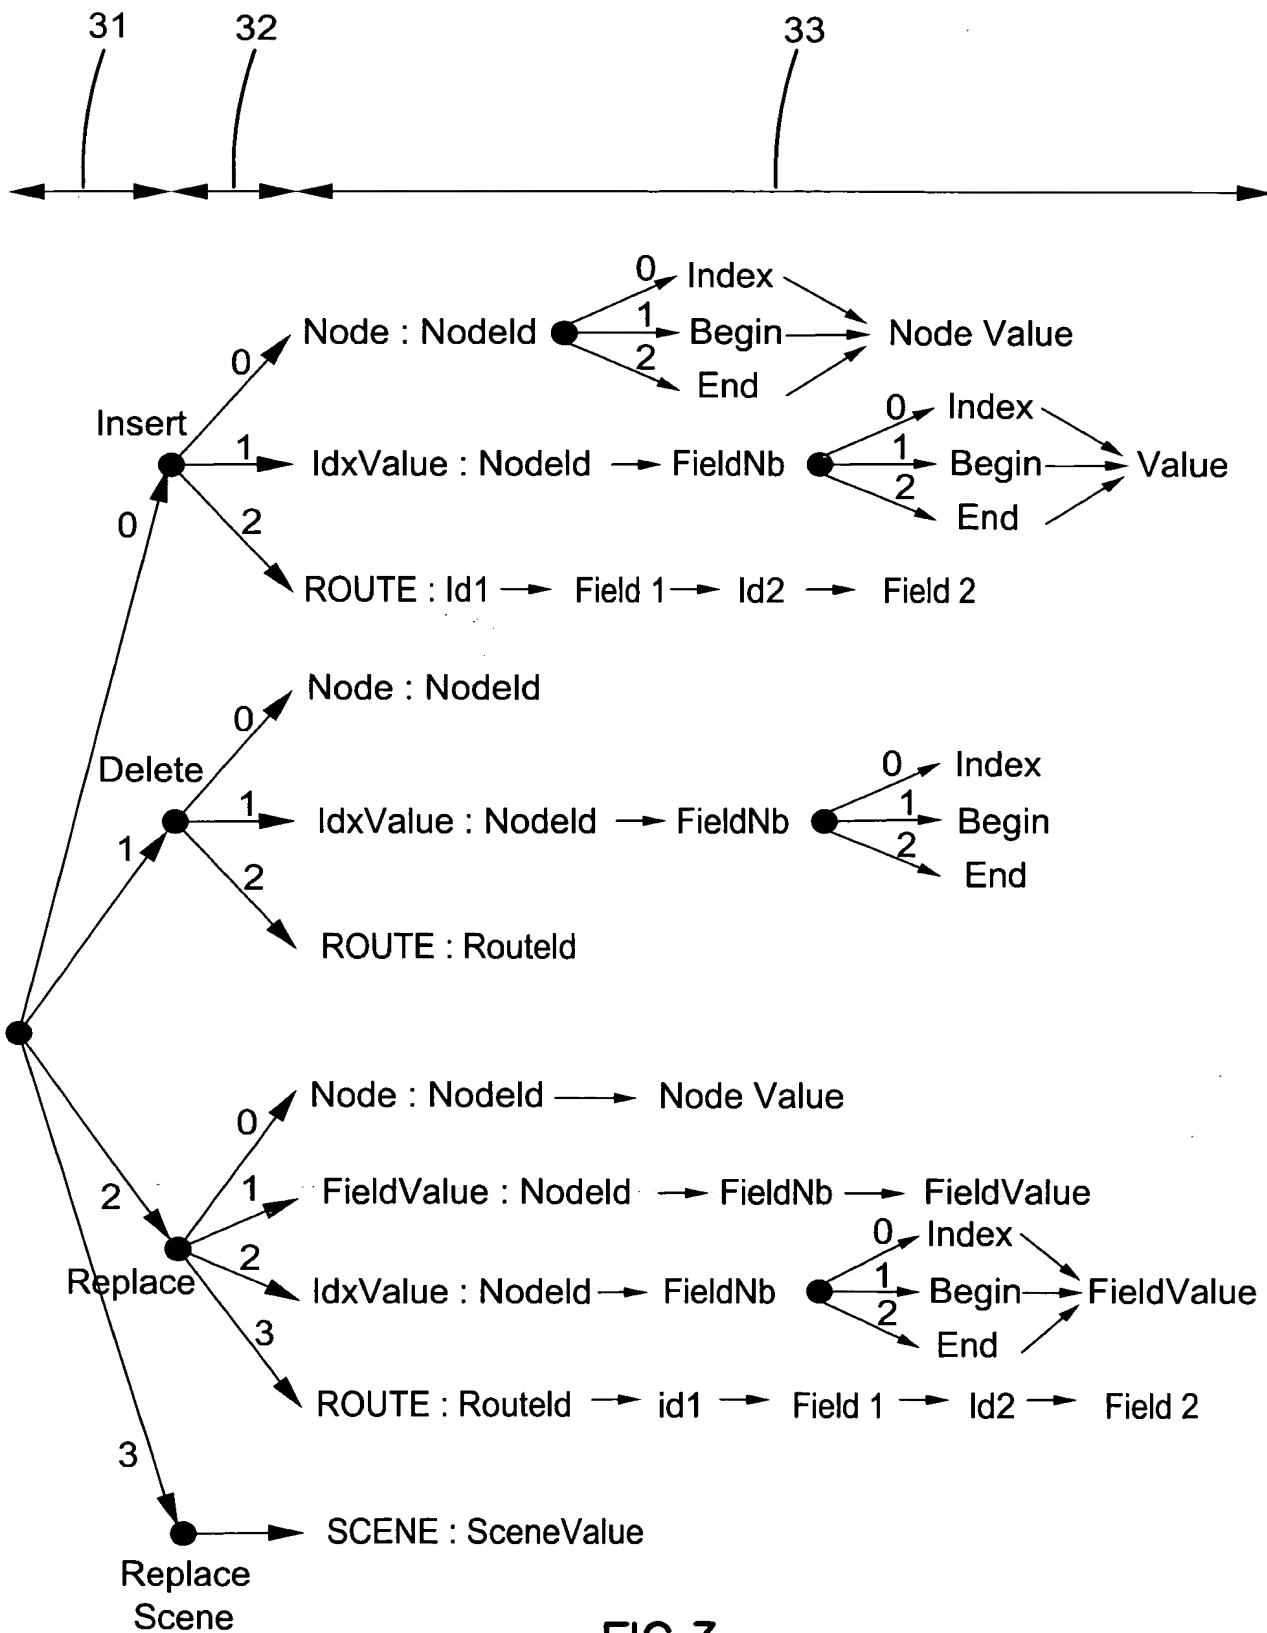 31 32 33
0 Index
Node : NodeId 1 Begin Node Value
0 2 End
Insert 0 Index
1 IdxValue : NodeId FieldNb 1 Begin Value
0 2 2 End
ROUTE : Id1 Field 1 Id2 Field 2
Node : NodeId
0
Delete 0 Index
1 IdxValue : NodeId FieldNb 1 Begin
1 2 2 End
ROUTE : RouteId
Node : NodeId Node Value
0
2 1 FieldValue : NodeId FieldNb FieldValue
0 Index
Replace 2 IdxValue : NodeId FieldNb 1 Begin FieldValue
3 2 End
ROUTE : RouteId id1 Field 1 Id2 Field 2
3
SCENE : SceneValue
Replace
Scene